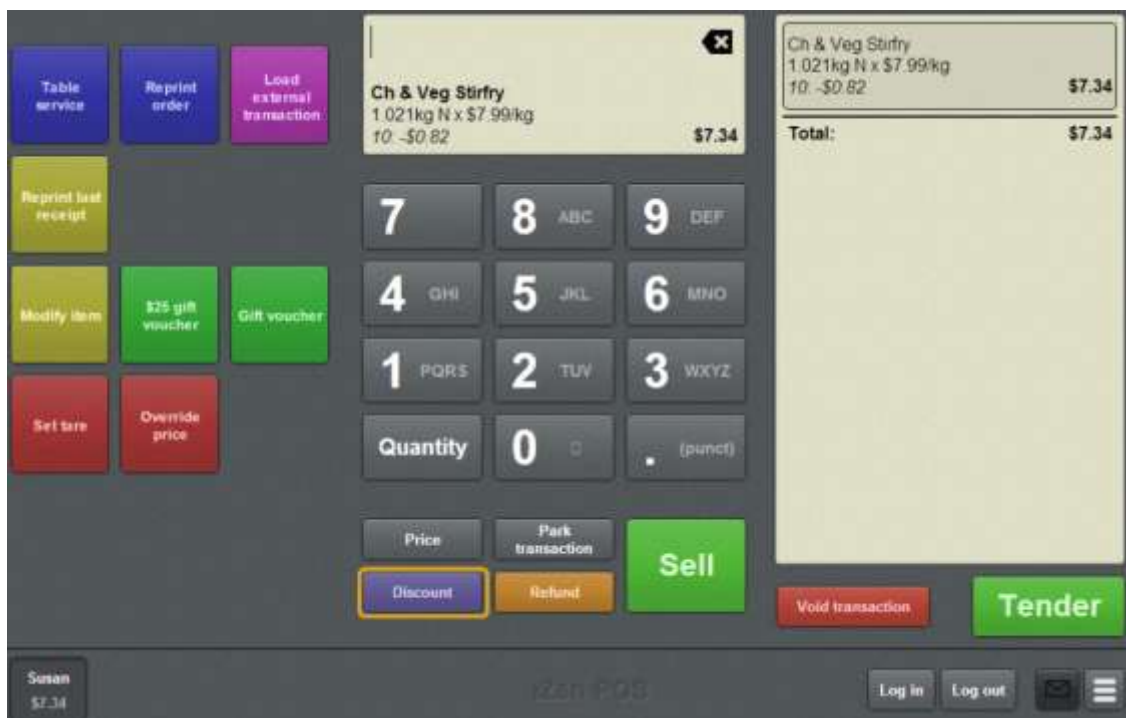 Table
service
Reprint
order
Load
external
transaction
Reprint last
receipt
Modify item
$25 gift
voucher
Gift voucher
Set tare
Override
price
Ch & Veg Stirfry
1.021kg N x $7.99/kg
10: -$0.82 $7.34
7
8 ABC
9 DEF
4 GHI
5 JKL
6 MNO
1 PQRS
2 TUV
3 WXYZ
Quantity
0
. (punct)
Price
Park
transaction
Sell
Discount
Refund
Ch & Veg Stirfry
1.021kg N x $7.99/kg
10: -$0.82 $7.34
Total: $7.34
Void transaction
Tender
Susan
$7.34
Log in
Log out